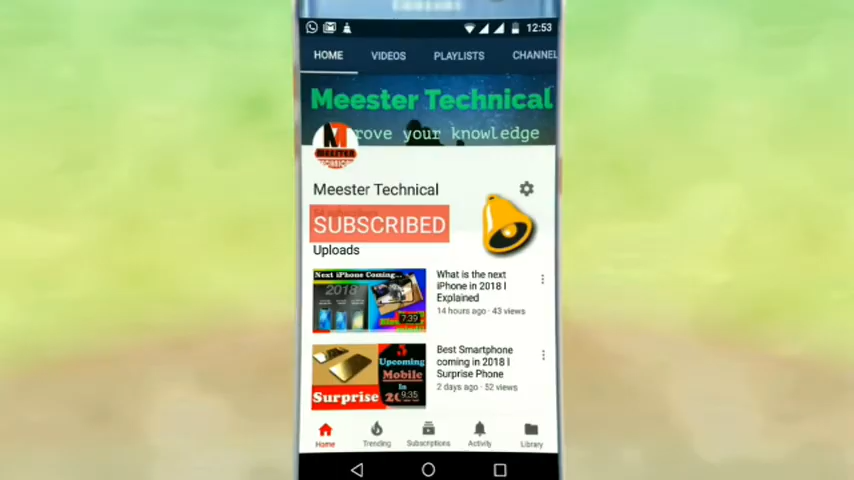 12:53
HOME VIDEOS PLAYLISTS CHANNEL
Meester Technical
rove your knowledge
MEESTER
TECHNICAL
Meester Technical
SUBSCRIBED
Uploads
Next iPhone Coming...
2018
7:39
What is the next
iPhone in 2018 I
Explained
14 hours ago · 43 views
3
Upcoming
Mobile
In
Surprise
9:35
Best Smartphone
coming in 2018 I
Surprise Phone
2 days ago · 52 views
Home Trending Subscriptions Activity Library